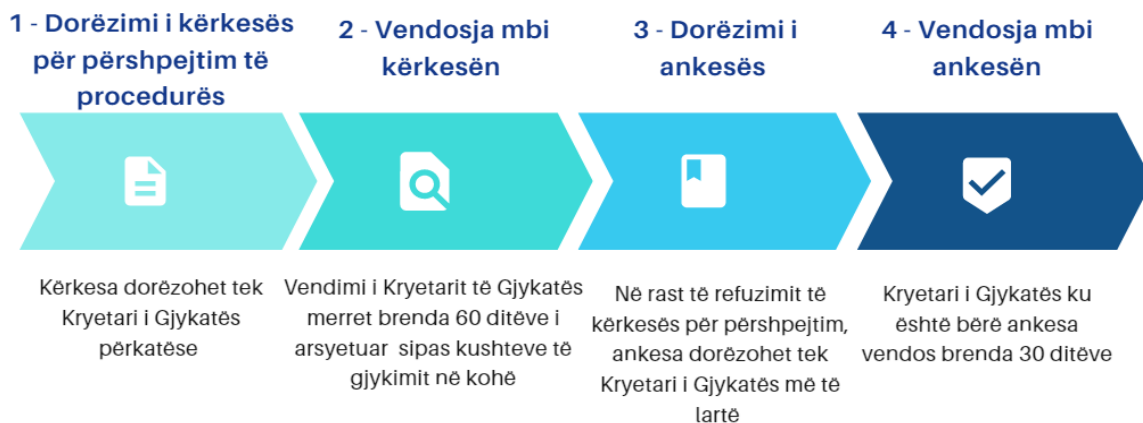 1 - Dorëzimi i kërkesës
për përshpejtim të
procedurës
2 - Vendosja mbi
kërkesën
3 - Dorëzimi i
ankesës
4 - Vendosja mbi
ankesën
Kërkesa dorëzohet tek
Kryetari i Gjykatës
përkatëse
Vendimi i Kryetarit të Gjykatës
merret brenda 60 ditëve i
arsyetuar sipas kushteve të
gjykimit në kohë
Në rast të refuzimit të
kërkesës për përshpejtim,
ankesa dorëzohet tek
Kryetari i Gjykatës më të
lartë
Kryetari i Gjykatës ku
është bërë ankesa
vendos brenda 30 ditëve